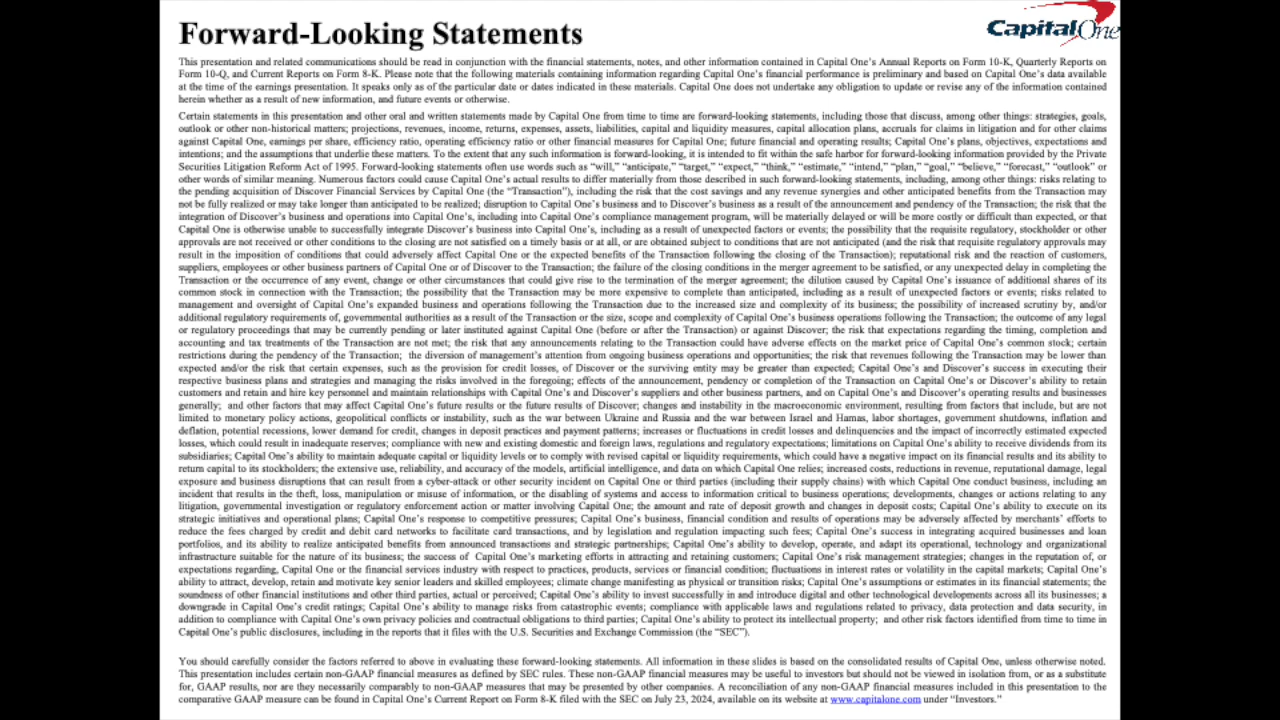 Forward-Looking Statements
Capital One
This presentation and related communications should be read in conjunction with the financial statements, notes, and other information contained in Capital One's Annual Reports on Form 10-K, Quarterly Reports on
Form 10-Q, and Current Reports on Form 8-K. Please note that the following materials containing information regarding Capital One's financial performance is preliminary and based on Capital One's data available
at the time of the earnings presentation. It speaks only as of the particular date or dates indicated in these materials. Capital One does not undertake any obligation to update or revise any of the information contained
herein whether as a result of new information, and future events or otherwise.
Certain statements in this presentation and other oral and written statements made by Capital One from time to time are forward-looking statements, including those that discuss, among other things: strategies, goals,
outlook or other non-historical matters; projections, revenues, income, returns, expenses, assets, liabilities, capital and liquidity measures, capital allocation plans, accruals for claims in litigation and for other claims
against Capital One, earnings per share, efficiency ratio, operating efficiency ratio or other financial measures for Capital One; future financial and operating results; Capital One's plans, objectives, expectations and
intentions; and the assumptions that underlie these matters. To the extent that any such information is forward-looking, it is intended to fit within the safe harbor for forward-looking information provided by the Private
Securities Litigation Reform Act of 1995. Forward-looking statements often use words such as "will," "anticipate," "target," "expect," "think," "estimate," "intend," "plan," "goal," "believe," "forecast," "outlook" or
other words of similar meaning. Numerous factors could cause Capital One's actual results to differ materially from those described in such forward-looking statements, including, among other things: risks relating to
the pending acquisition of Discover Financial Services by Capital One (the "Transaction"), including the risk that the cost savings and any revenue synergies and other anticipated benefits from the Transaction may
not be fully realized or may take longer than anticipated to be realized; disruption to Capital One's business and to Discover's business as a result of the announcement and pendency of the Transaction; the risk that the
integration of Discover's business and operations into Capital One's, including into Capital One's compliance management program, will be materially delayed or will be more costly or difficult than expected, or that
Capital One is otherwise unable to successfully integrate Discover's business into Capital One's, including as a result of unexpected factors or events; the possibility that the requisite regulatory, stockholder or other
approvals are not received or other conditions to the closing are not satisfied on a timely basis or at all, or are obtained subject to conditions that are not anticipated (and the risk that requisite regulatory approvals may
result in the imposition of conditions that could adversely affect Capital One or the expected benefits of the Transaction following the closing of the Transaction); reputational risk and the reaction of customers,
suppliers, employees or other business partners of Capital One or of Discover to the Transaction; the failure of the closing conditions in the merger agreement to be satisfied, or any unexpected delay in completing the
Transaction or the occurrence of any event, change or other circumstances that could give rise to the termination of the merger agreement; the dilution caused by Capital One's issuance of additional shares of its
common stock in connection with the Transaction; the possibility that the Transaction may be more expensive to complete than anticipated, including as a result of unexpected factors or events; risks related to
management and oversight of Capital One's expanded business and operations following the Transaction due to the increased size and complexity of its business; the possibility of increased scrutiny by, and/or
additional regulatory requirements of, governmental authorities as a result of the Transaction or the size, scope and complexity of Capital One's business operations following the Transaction; the outcome of any legal
or regulatory proceedings that may be currently pending or later instituted against Capital One (before or after the Transaction) or against Discover; the risk that expectations regarding the timing, completion and
accounting and tax treatments of the Transaction are not met; the risk that any announcements relating to the Transaction could have adverse effects on the market price of Capital One's common stock; certain
restrictions during the pendency of the Transaction; the diversion of management's attention from ongoing business operations and opportunities; the risk that revenues following the Transaction may be lower than
expected and/or the risk that certain expenses, such as the provision for credit losses, of Discover or the surviving entity may be greater than expected; Capital One's and Discover's success in executing their
respective business plans and strategies and managing the risks involved in the foregoing; effects of the announcement, pendency or completion of the Transaction on Capital One's or Discover's ability to retain
customers and retain and hire key personnel and maintain relationships with Capital One's and Discover's suppliers and other business partners, and on Capital One's and Discover's operating results and businesses
generally; and other factors that may affect Capital One's future results or the future results of Discover; changes and instability in the macroeconomic environment, resulting from factors that include, but are not
limited to monetary policy actions, geopolitical conflicts or instability, such as the war between Ukraine and Russia and the war between Israel and Hamas, labor shortages, government shutdowns, inflation and
deflation, potential recessions, lower demand for credit, changes in deposit practices and payment patterns; increases or fluctuations in credit losses and delinquencies and the impact of incorrectly estimated expected
losses, which could result in inadequate reserves; compliance with new and existing domestic and foreign laws, regulations and regulatory expectations; limitations on Capital One's ability to receive dividends from its
subsidiaries; Capital One's ability to maintain adequate capital or liquidity levels or to comply with revised capital or liquidity requirements, which could have a negative impact on its financial results and its ability to
return capital to its stockholders; the extensive use, reliability, and accuracy of the models, artificial intelligence, and data on which Capital One relies; increased costs, reductions in revenue, reputational damage, legal
exposure and business disruptions that can result from a cyber-attack or other security incident on Capital One or third parties (including their supply chains) with which Capital One conduct business, including an
incident that results in the theft, loss, manipulation or misuse of information, or the disabling of systems and access to information critical to business operations; developments, changes or actions relating to any
litigation, governmental investigation or regulatory enforcement action or matter involving Capital One; the amount and rate of deposit growth and changes in deposit costs; Capital One's ability to execute on its
strategic initiatives and operational plans; Capital One's response to competitive pressures; Capital One's business, financial condition and results of operations may be adversely affected by merchants' efforts to
reduce the fees charged by credit and debit card networks to facilitate card transactions, and by legislation and regulation impacting such fees; Capital One's success in integrating acquired businesses and loan
portfolios, and its ability to realize anticipated benefits from announced transactions and strategic partnerships; Capital One's ability to develop, operate, and adapt its operational, technology and organizational
infrastructure suitable for the nature of its business; the success of Capital One's marketing efforts in attracting and retaining customers; Capital One's risk management strategies; changes in the reputation of, or
expectations regarding, Capital One or the financial services industry with respect to practices, products, services or financial condition; fluctuations in interest rates or volatility in the capital markets; Capital One's
ability to attract, develop, retain and motivate key senior leaders and skilled employees; climate change manifesting as physical or transition risks; Capital One's assumptions or estimates in its financial statements; the
soundness of other financial institutions and other third parties, actual or perceived; Capital One's ability to invest successfully in and introduce digital and other technological developments across all its businesses; a
downgrade in Capital One's credit ratings; Capital One's ability to manage risks from catastrophic events; compliance with applicable laws and regulations related to privacy, data protection and data security, in
addition to compliance with Capital One's own privacy policies and contractual obligations to third parties; Capital One's ability to protect its intellectual property; and other risk factors identified from time to time in
Capital One's public disclosures, including in the reports that it files with the U.S. Securities and Exchange Commission (the "SEC").
You should carefully consider the factors referred to above in evaluating these forward-looking statements. All information in these slides is based on the consolidated results of Capital One, unless otherwise noted.
This presentation includes certain non-GAAP financial measures as defined by SEC rules. These non-GAAP financial measures may be useful to investors but should not be viewed in isolation from, or as a substitute
for, GAAP results, nor are they necessarily comparably to non-GAAP measures that may be presented by other companies. A reconciliation of any non-GAAP financial measures included in this presentation to the
comparative GAAP measure can be found in Capital One's Current Report on Form 8-K filed with the SEC on July 23, 2024, available on its website at www.capitalone.com under "Investors."